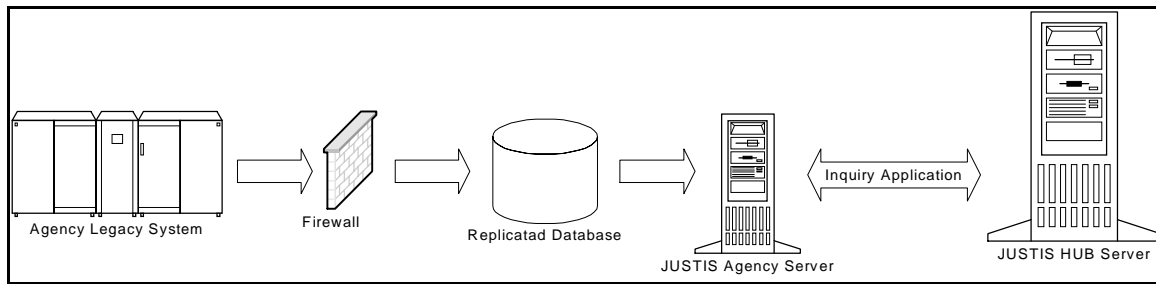 Agency Legacy System
Firewall
Replicatad Database
JUSTIS Agency Server
Inquiry Application
JUSTIS HUB Server